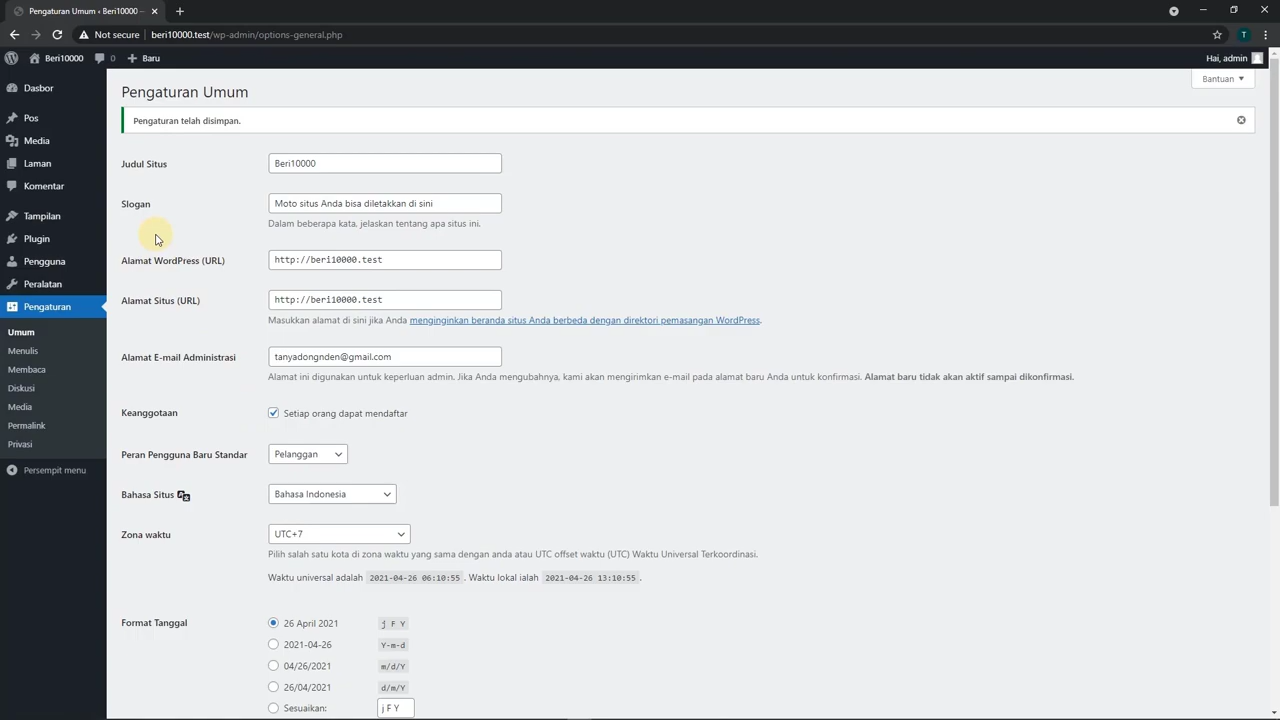 Pengaturan Umum ‹ Beri10000 —
Not secure
beri10000.test/wp-admin/options-general.php
T
Beri10000
0
Baru
Hai, admin
Dasbor
Pos
Media
Laman
Komentar
Tampilan
Plugin
Pengguna
Peralatan
Pengaturan
Umum
Menulis
Membaca
Diskusi
Media
Permalink
Privasi
Persempit menu
Bantuan
Pengaturan Umum
Pengaturan telah disimpan.
Judul Situs
Beri10000
Slogan
Moto situs Anda bisa diletakkan di sini
Dalam beberapa kata, jelaskan tentang apa situs ini.
Alamat WordPress (URL)
http://beri10000.test
Alamat Situs (URL)
http://beri10000.test
Masukkan alamat di sini jika Anda menginginkan beranda situs Anda berbeda dengan direktori pemasangan WordPress.
Alamat E-mail Administrasi
tanyadongnden@gmail.com
Alamat ini digunakan untuk keperluan admin. Jika Anda mengubahnya, kami akan mengirimkan e-mail pada alamat baru Anda untuk konfirmasi. Alamat baru tidak akan aktif sampai dikonfirmasi.
Keanggotaan
Setiap orang dapat mendaftar
Peran Pengguna Baru Standar
Pelanggan
Bahasa Situs
Bahasa Indonesia
Zona waktu
UTC+7
Pilih salah satu kota di zona waktu yang sama dengan anda atau UTC offset waktu (UTC) Waktu Universal Terkoordinasi.
Waktu universal adalah 2021-04-26 06:10:55. Waktu lokal ialah 2021-04-26 13:10:55.
Format Tanggal
26 April 2021 j F Y
2021-04-26 Y-m-d
04/26/2021 m/d/Y
26/04/2021 d/m/Y
Sesuaikan: j F Y